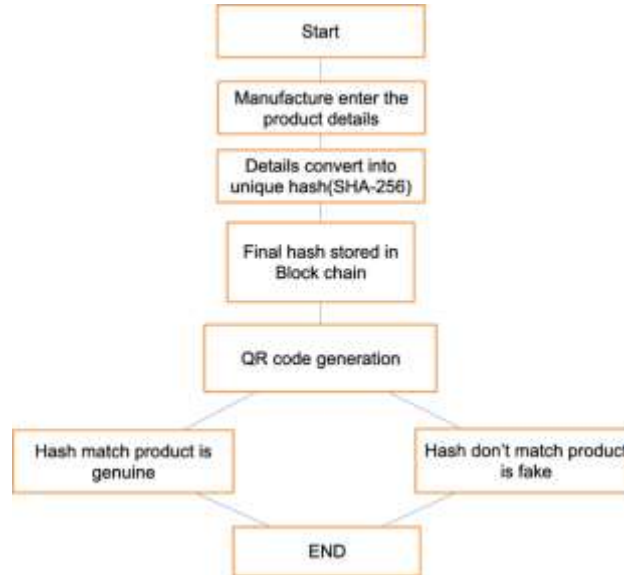 Start
Manufacture enter the
product details
Details convert into
unique hash(SHA-256)
Final hash stored in
Block chain
QR code generation
Hash match product is
genuine
Hash don't match product
is fake
END